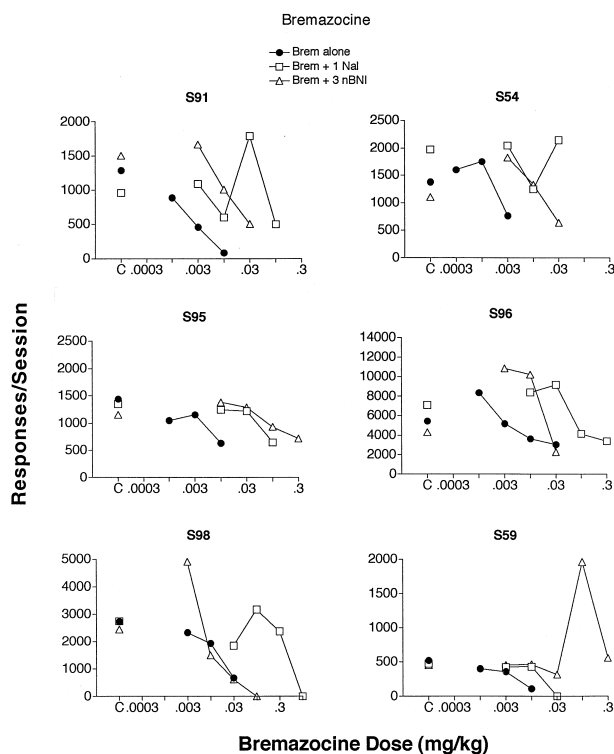 Bremazocine
Brem alone
Brem + 1 Nal
Brem + 3 nBNI
S91
2000
1500
1000
500
0
C .0003 .003 .03 .3
S54
2500
2000
1500
1000
500
0
C .0003 .003 .03 .3
Responses/Session
S95
2500
2000
1500
1000
500
0
C .0003 .003 .03 .3
S96
14000
12000
10000
8000
6000
4000
2000
0
C .0003 .003 .03 .3
S98
5000
4000
3000
2000
1000
0
C .0003 .003 .03 .3
S59
2000
1500
1000
500
0
C .0003 .003 .03 .3
Bremazocine Dose (mg/kg)